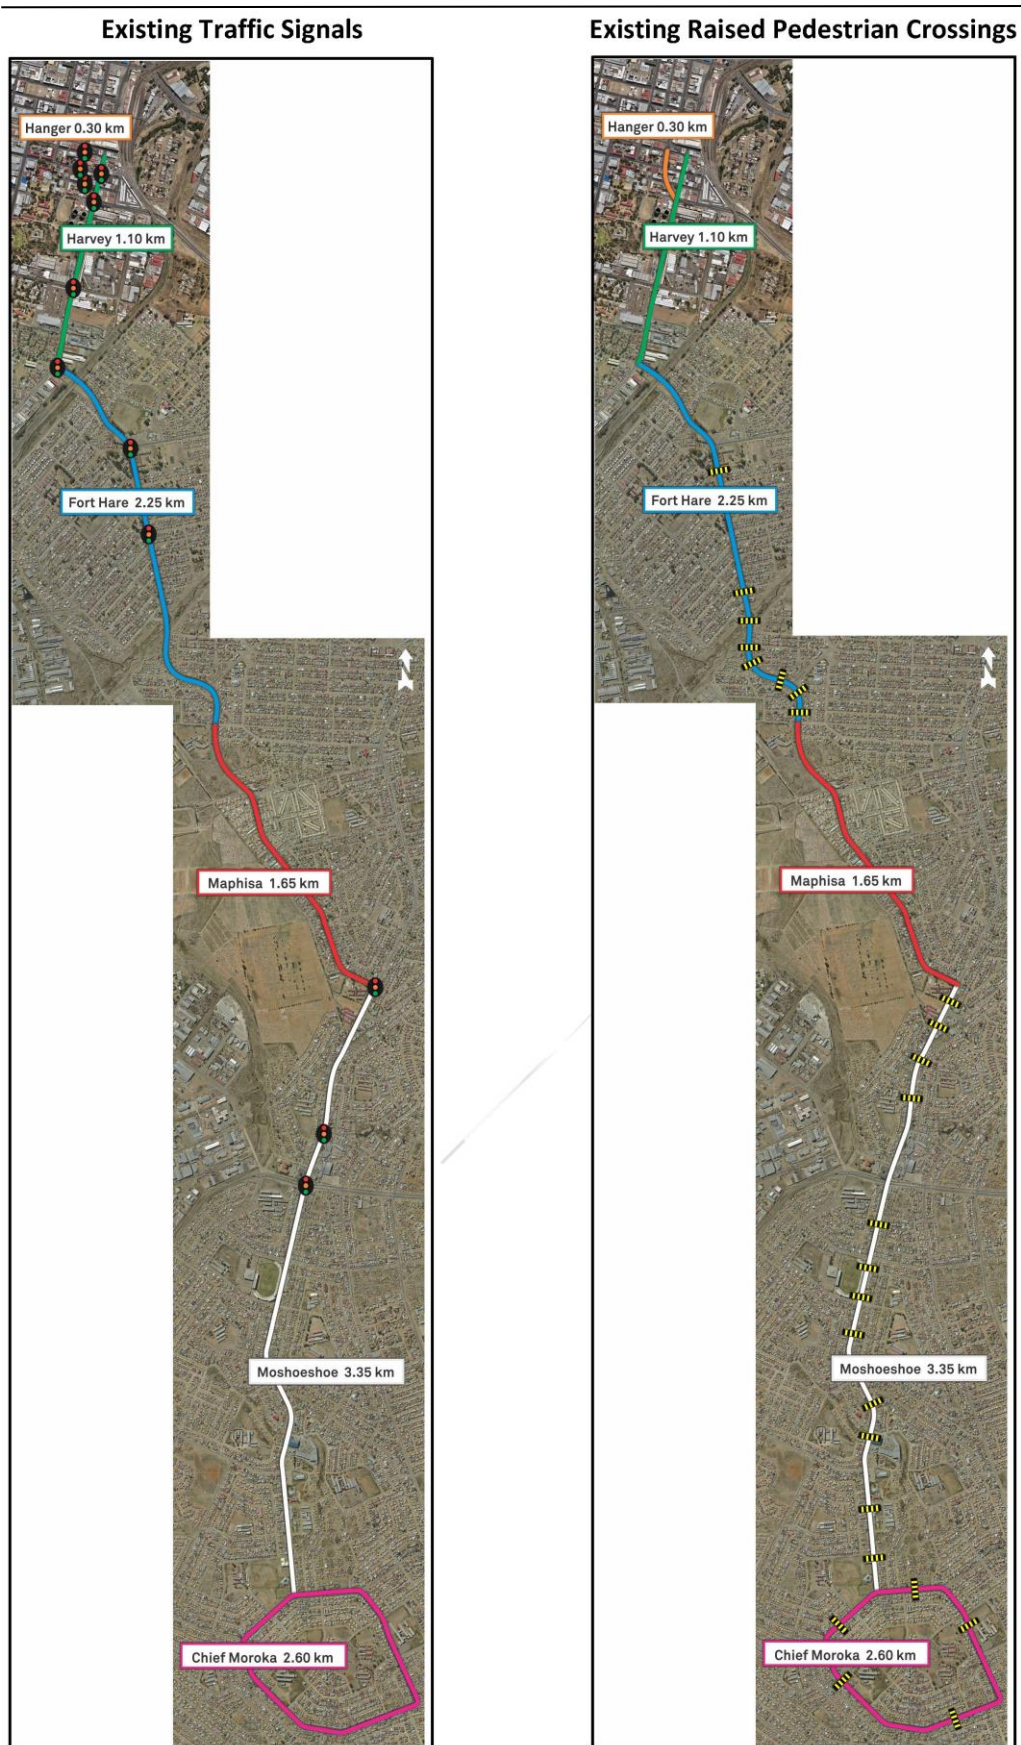 Existing Traffic Signals
Hanger 0.30 km
Harvey 1.10 km
Fort Hare 2.25 km
Maphisa 1.65 km
Moshoeshoe 3.35 km
Chief Moroka 2.60 km
Existing Raised Pedestrian Crossings
Hanger 0.30 km
Harvey 1.10 km
Fort Hare 2.25 km
Maphisa 1.65 km
Moshoeshoe 3.35 km
Chief Moroka 2.60 km